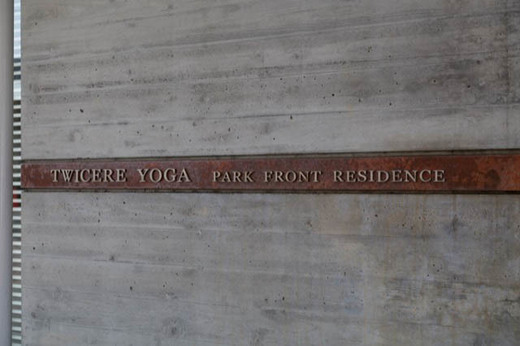 TWICERE YOGA PARK FRONT RESIDENCE